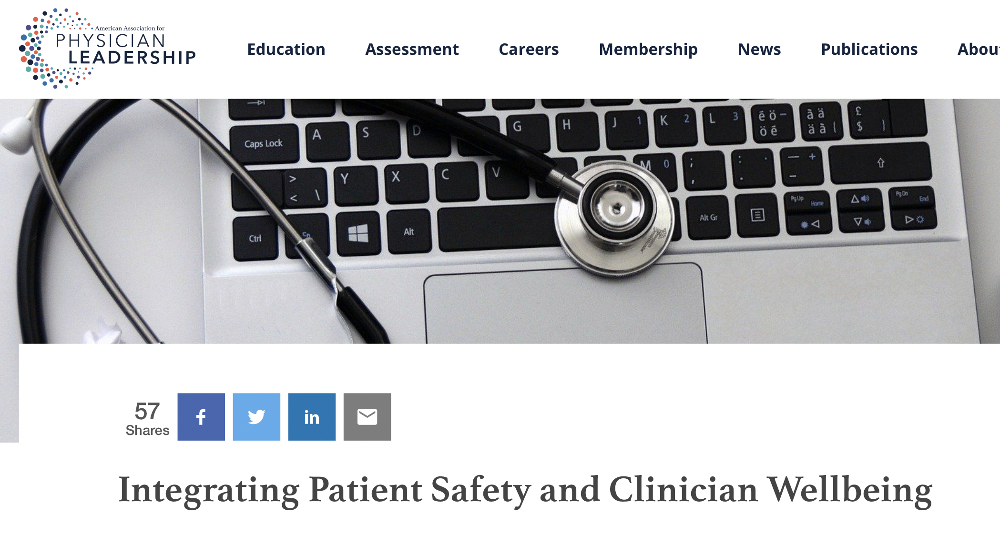 American Association for
PHYSICIAN
LEADERSHIP
Education Assessment Careers Membership News Publications Abou
G H J 1 K 2 L 3 é ö – à ä £
ö é ä à { $ }
Caps Lock A S D
M 0 ; : . — +
, . –
> Y X C V
< \
Pg Up Home Pg Dn End
Ctrl Fn Alt Alt Gr
57
Shares
f in
Integrating Patient Safety and Clinician Wellbeing